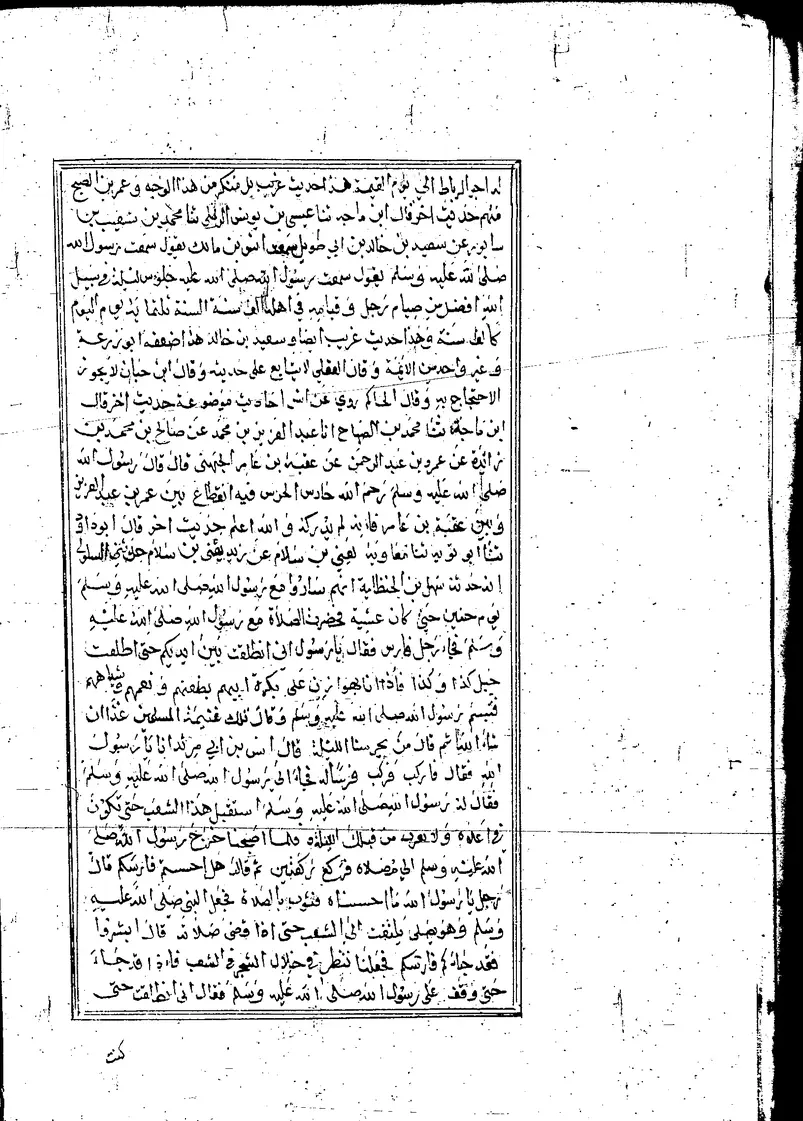 له اجر الرباط الى يوم القيمة هذا حديث غريب بل منكر من هذا الوجه وعمر بن الصبح
متهم حديث اخر قال ابن ماجه ثنا عيسى بن يونس الرملي ثنا محمد بن شعيب بن
سابور عن سعيد بن خالد بن ابي طويل سمعت انس بن مالك يقول سمعت رسول الله
صلى الله عليه وسلم يقول سمعت رسول الله صلى الله عليه حرس ليلة في سبيل
الله افضل من صيام رجل وقيامه في اهله الف سنة السنة ثلثماية يوم اليوم
كالف سنة وهذا حديث غريب ايضا وسعيد بن خالد هذا ضعفه ابو زرعة
وغير واحد من الائمة وقال العقيلي لا يتابع على حديثه وقال ابن حبان لا يجوز
الاحتجاج به وقال الحاكم روي عن انس احاديث موضوعة حديث اخر قال
ابن ماجة ثنا محمد بن الصباح انا عبد العزيز بن محمد عن صالح بن محمد بن
زائدة عن عمر بن عبد الرحمن عن عقبة بن عامر الجهني قال قال رسول الله
صلى الله عليه وسلم رحم الله حارس الحرس فيه انقطاع بين عمر بن عبد العزيز
وبين عقبة بن عامر فانه لم يدركه والله اعلم حديث اخر قال ابو داود
ثنا ابو توبة ثنا معاوية يعني بن سلام عن زيد يعني بن سلام السلولي
انه حدثه سهل بن الحنظلية انهم ساروا مع رسول الله صلى الله عليه وسلم
يوم حنين حتى كان عشية فحضرت الصلاة مع رسول الله صلى الله عليه
وسلم فجاء رجل فارس فقال يا رسول اني انطلقت بين ايديكم حتى اطلعت
جبل كذا وكذا فاذا انا بهوازن على بكرة ابيهم بظعنهم ونعمهم وشياههم
فتبسم رسول الله صلى الله عليه وسلم وقال تلك غنيمة المسلمين غدا ان
شاء الله ثم قال من يحرسنا الليلة قال انس بن ابي مرثد انا يا رسول
الله فقال فاركب فركب فرسا له فجاء الى رسول الله صلى الله عليه وسلم
فقال له رسول الله صلى الله عليه وسلم استقبل هذا الشعب حتى تكون
في اعلاه ولا من قبلك الليلة فلما اصبحنا خرج رسول الله صلى
الله عليه وسلم الى مصلاه فركع ركعتين ثم قال هل احسستم فارسكم قال
رجل يا رسول الله ما احسسناه فثوب بالصلاة فجعل النبي صلى الله عليه
وسلم وهو يصلي يلتفت الى الشعب حتى اذا قضى صلاته قال ابشروا
فقد جاءكم فارسكم فجعلنا ننظر في خلال الشجر في الشعب فاذا قد جاء
حتى وقف على رسول الله صلى الله عليه وسلم فقال اني انطلقت حتى
كنت